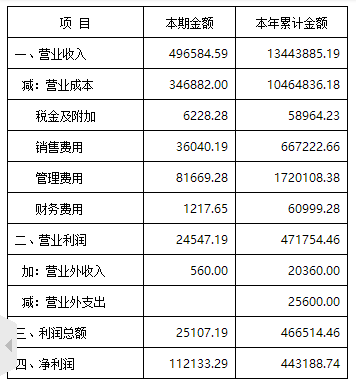 项 目 本期金额 本年累计金额
一、营业收入 496584.59 13443885.19
减：营业成本 346882.00 10464836.18
税金及附加 6228.28 58964.23
销售费用 36040.19 667222.66
管理费用 81669.28 1720108.38
财务费用 1217.65 60999.28
二、营业利润 24547.19 471754.46
加：营业外收入 560.00 20360.00
减：营业外支出 25600.00
三、利润总额 25107.19 466514.46
四、净利润 112133.29 443188.74